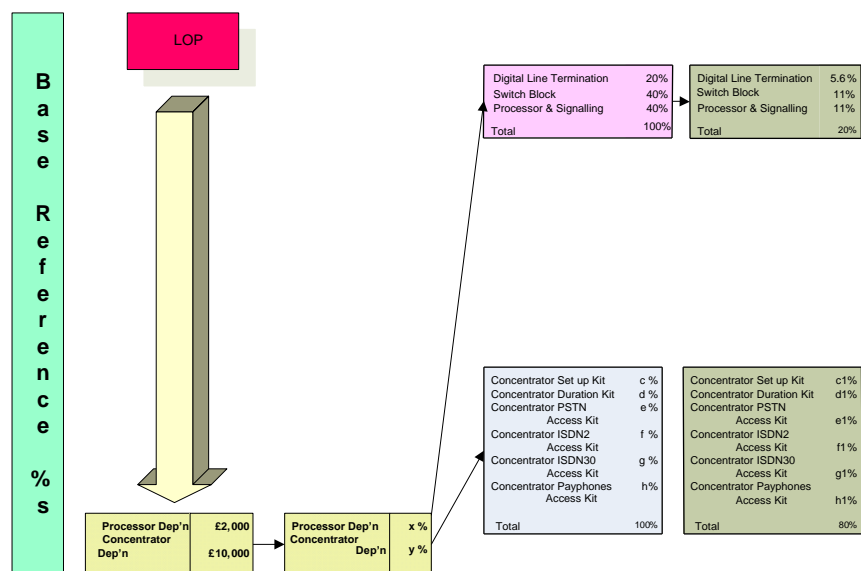 Base Reference %s
LOP
Digital Line Termination 20%
Switch Block 40%
Processor & Signalling 40%
Total 100%
Digital Line Termination 5.6%
Switch Block 11%
Processor & Signalling 11%
Total 20%
Concentrator Set up Kit c %
Concentrator Duration Kit d %
Concentrator PSTN e %
Access Kit
Concentrator ISDN2 f %
Access Kit
Concentrator ISDN30 g %
Access Kit
Concentrator Payphones h%
Access Kit
Total 100%
Concentrator Set up Kit c1%
Concentrator Duration Kit d1%
Concentrator PSTN
Access Kit e1%
Concentrator ISDN2
Access Kit f1%
Concentrator ISDN30
Access Kit g1%
Concentrator Payphones
Access Kit h1%
Total 80%
Processor Dep'n £2,000
Concentrator
Dep'n £10,000
Processor Dep'n x %
Concentrator
Dep'n y %